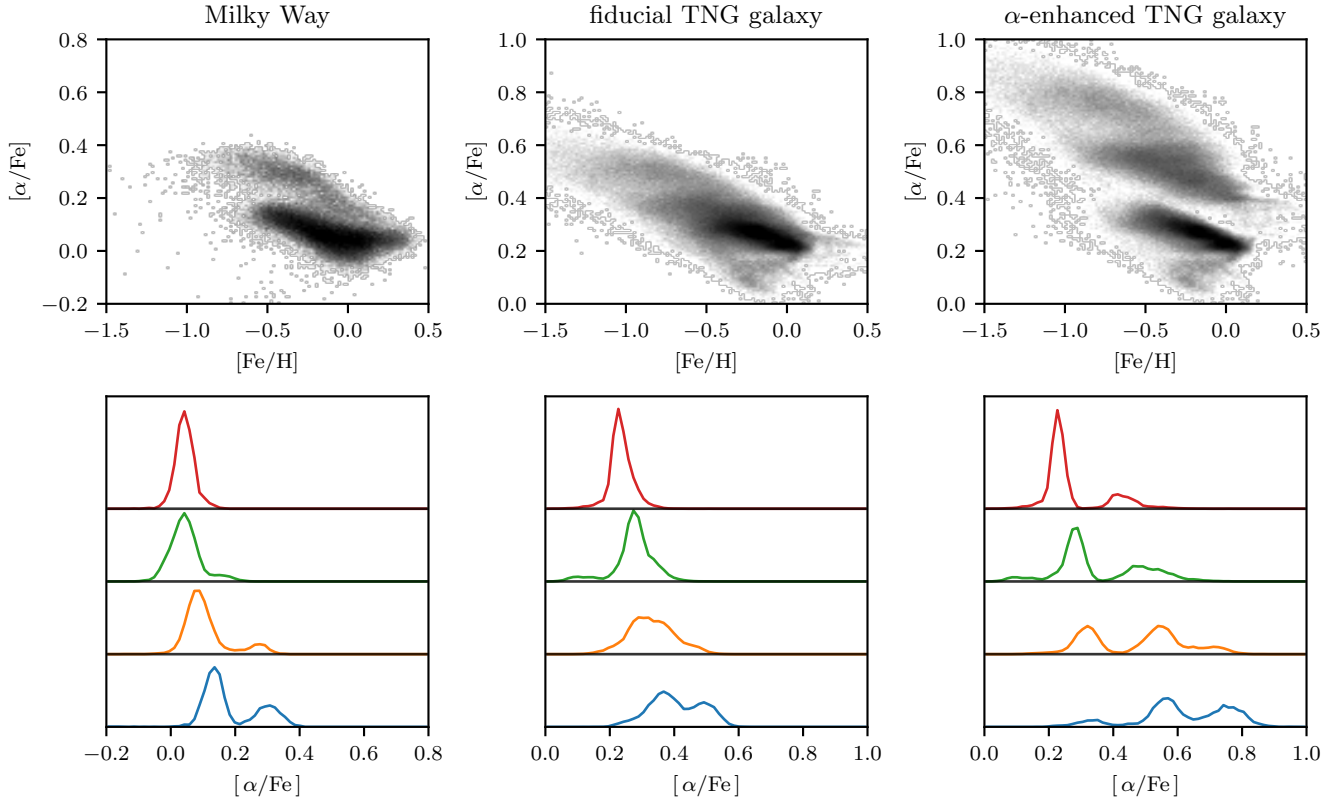 Milky Way
fiducial TNG galaxy
α-enhanced TNG galaxy
0.8
0.6
0.4
0.2
0.0
−0.2
[α/Fe]
−1.5 −1.0 −0.5 0.0 0.5
[Fe/H]
1.0
0.8
0.6
0.4
0.2
0.0
[α/Fe]
−1.5 −1.0 −0.5 0.0 0.5
[Fe/H]
1.0
0.8
0.6
0.4
0.2
0.0
[α/Fe]
−1.5 −1.0 −0.5 0.0 0.5
[Fe/H]
−0.2 0.0 0.2 0.4 0.6 0.8
[α/Fe]
0.0 0.2 0.4 0.6 0.8 1.0
[α/Fe]
0.0 0.2 0.4 0.6 0.8 1.0
[α/Fe]